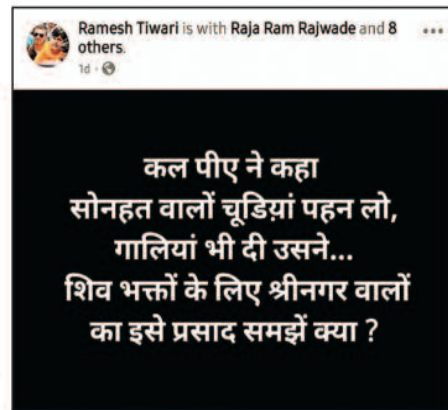 Ramesh Tiwari is with Raja Ram Rajwade and 8
others.
1d ·
कल पीए ने कहा
सोनहत वालों चूडिय़ां पहन लो,
गालियां भी दी उसने...
शिव भक्तों के लिए श्रीनगर वालों
का इसे प्रसाद समझें क्या ?